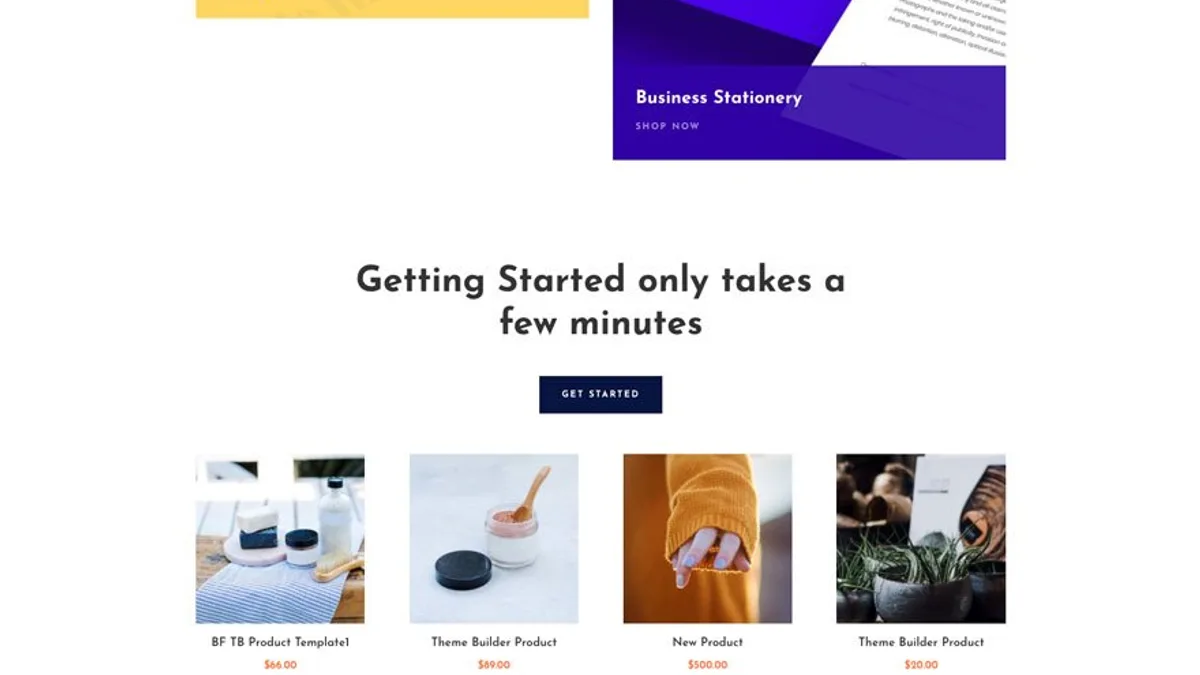 Business Stationery
SHOP NOW
Getting Started only takes a
few minutes
GET STARTED
BF TB Product Template1
Theme Builder Product
New Product
Theme Builder Product
$66.00
$89.00
$500.00
$20.00